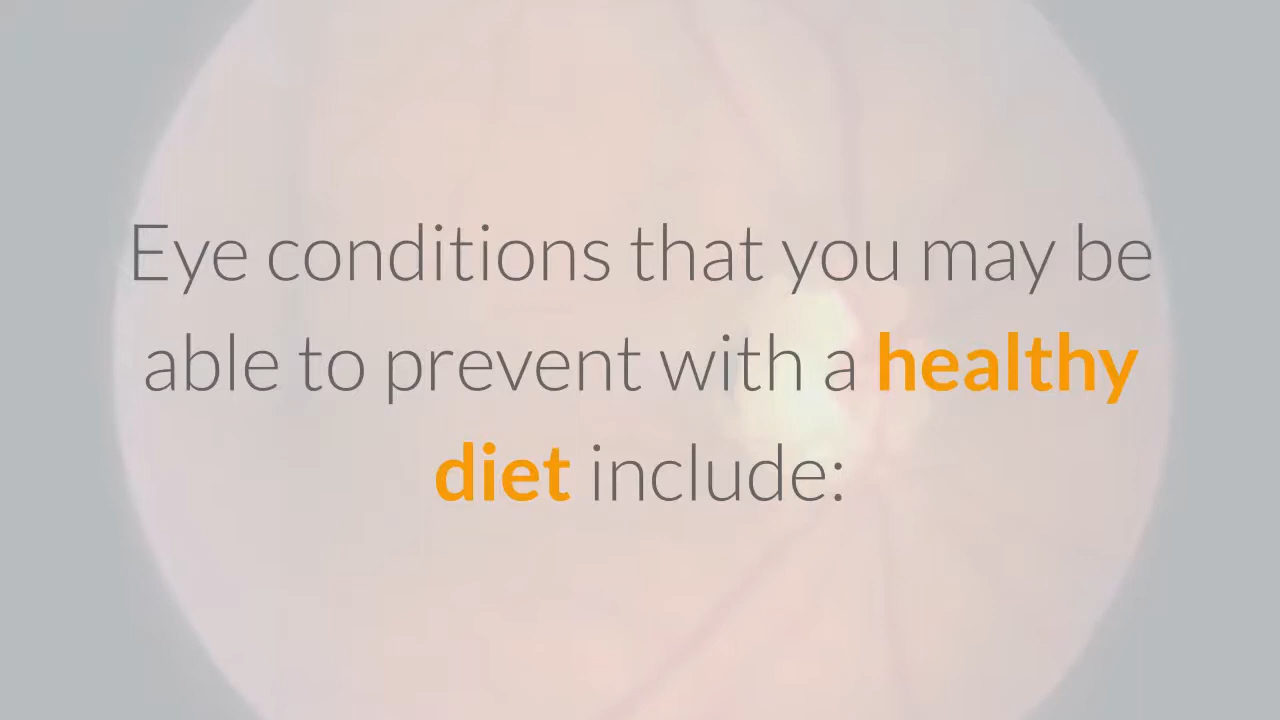 Eye conditions that you may be
able to prevent with a healthy
diet include: